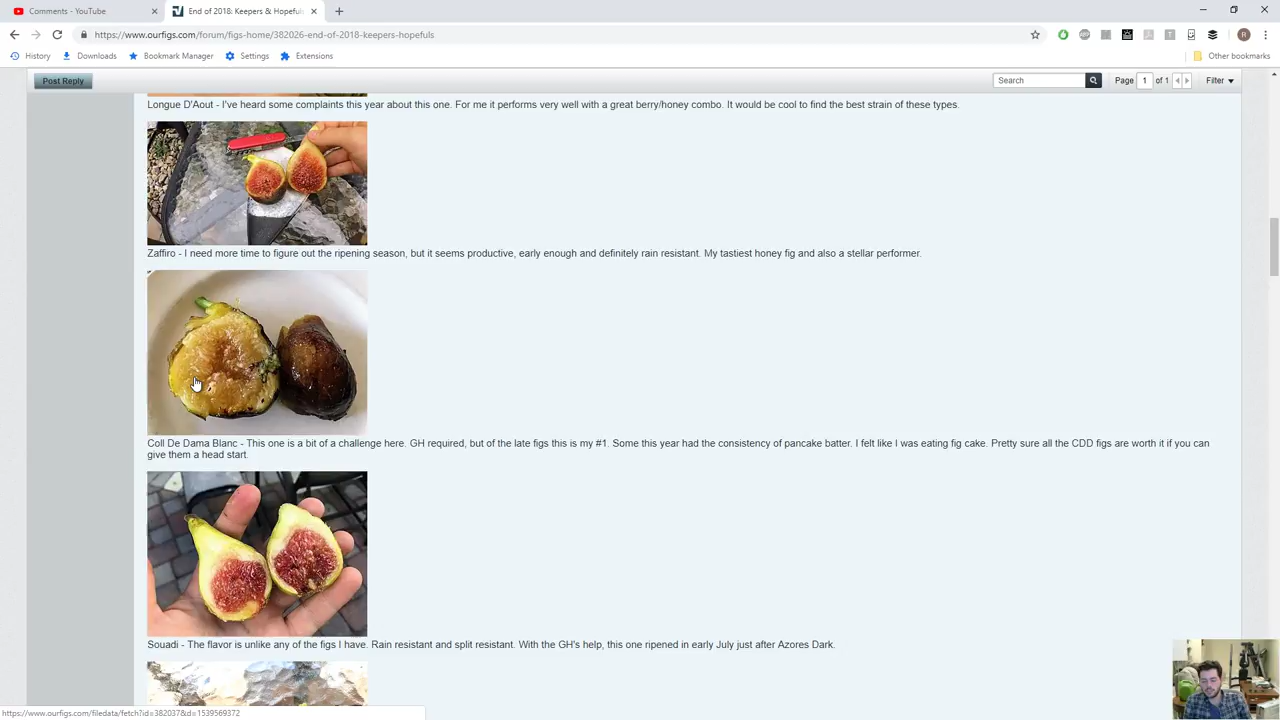 Comments - YouTube
End of 2018: Keepers & Hopefuls
https://www.ourfigs.com/forum/figs-home/382026-end-of-2018-keepers-hopefuls
History
Downloads
Bookmark Manager
Settings
Extensions
Other bookmarks
Post Reply
Search
Page 1 of 1
Filter
Longue D'Aout - I've heard some complaints this year about this one. For me it performs very well with a great berry/honey combo. It would be cool to find the best strain of these types.
Zaffiro - I need more time to figure out the ripening season, but it seems productive, early enough and definitely rain resistant. My tastiest honey fig and also a stellar performer.
Coll De Dama Blanc - This one is a bit of a challenge here. GH required, but of the late figs this is my #1. Some this year had the consistency of pancake batter. I felt like I was eating fig cake. Pretty sure all the CDD figs are worth it if you can
give them a head start.
Souadi - The flavor is unlike any of the figs I have. Rain resistant and split resistant. With the GH's help, this one ripened in early July just after Azores Dark.
https://www.ourfigs.com/filedata/fetch?id=382037&d=1539569372